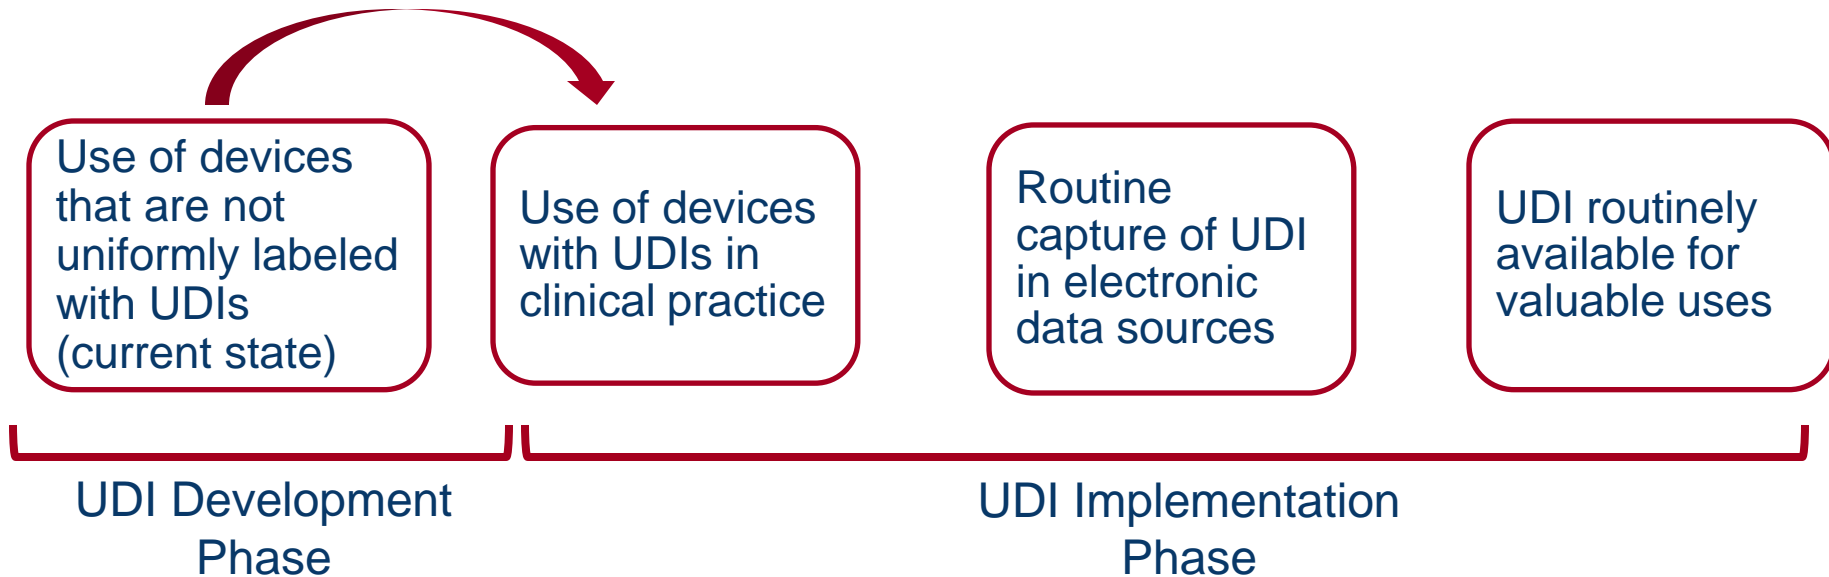 Use of devices
that are not
uniformly labeled
with UDIs
(current state)
Use of devices
with UDIs in
clinical practice
Routine
capture of UDI
in electronic
data sources
UDI routinely
available for
valuable uses
UDI Development
Phase
UDI Implementation
Phase